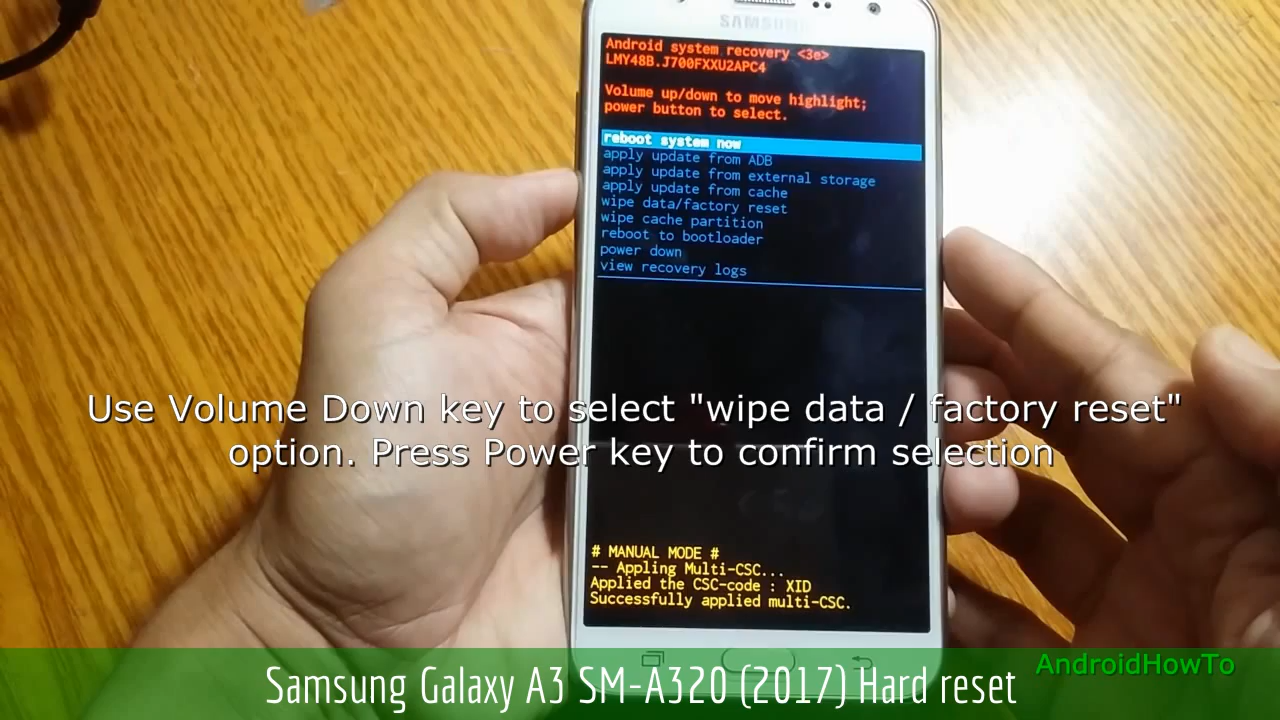 SAMSUNG
Android system recovery <3e>
LMY48B.J700FXXU2APC4
Volume up/down to move highlight;
power button to select.
reboot system now
apply update from ADB
apply update from external storage
apply update from cache
wipe data/factory reset
wipe cache partition
reboot to bootloader
power down
view recovery logs
Use Volume Down key to select "wipe data / factory reset"
option. Press Power key to confirm selection
# MANUAL MODE #
-- Appling Multi-CSC...
Applied the CSC-code : XID
Successfully applied multi-CSC.
AndroidHowTo
Samsung Galaxy A3 SM-A320 (2017) Hard reset